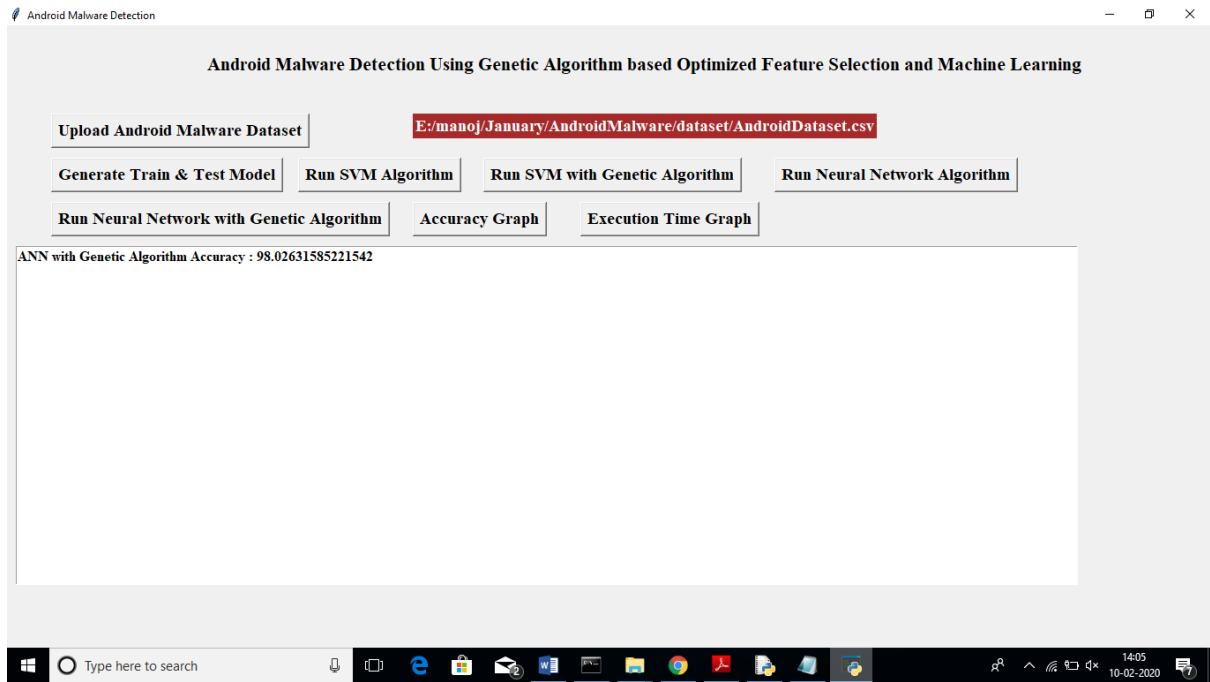 Android Malware Detection
Android Malware Detection Using Genetic Algorithm based Optimized Feature Selection and Machine Learning
Upload Android Malware Dataset
E:/manoj/January/AndroidMalware/dataset/AndroidDataset.csv
Generate Train & Test Model
Run SVM Algorithm
Run SVM with Genetic Algorithm
Run Neural Network Algorithm
Run Neural Network with Genetic Algorithm
Accuracy Graph
Execution Time Graph
ANN with Genetic Algorithm Accuracy : 98.02631585221542
Type here to search
2
14:05
10-02-2020
7